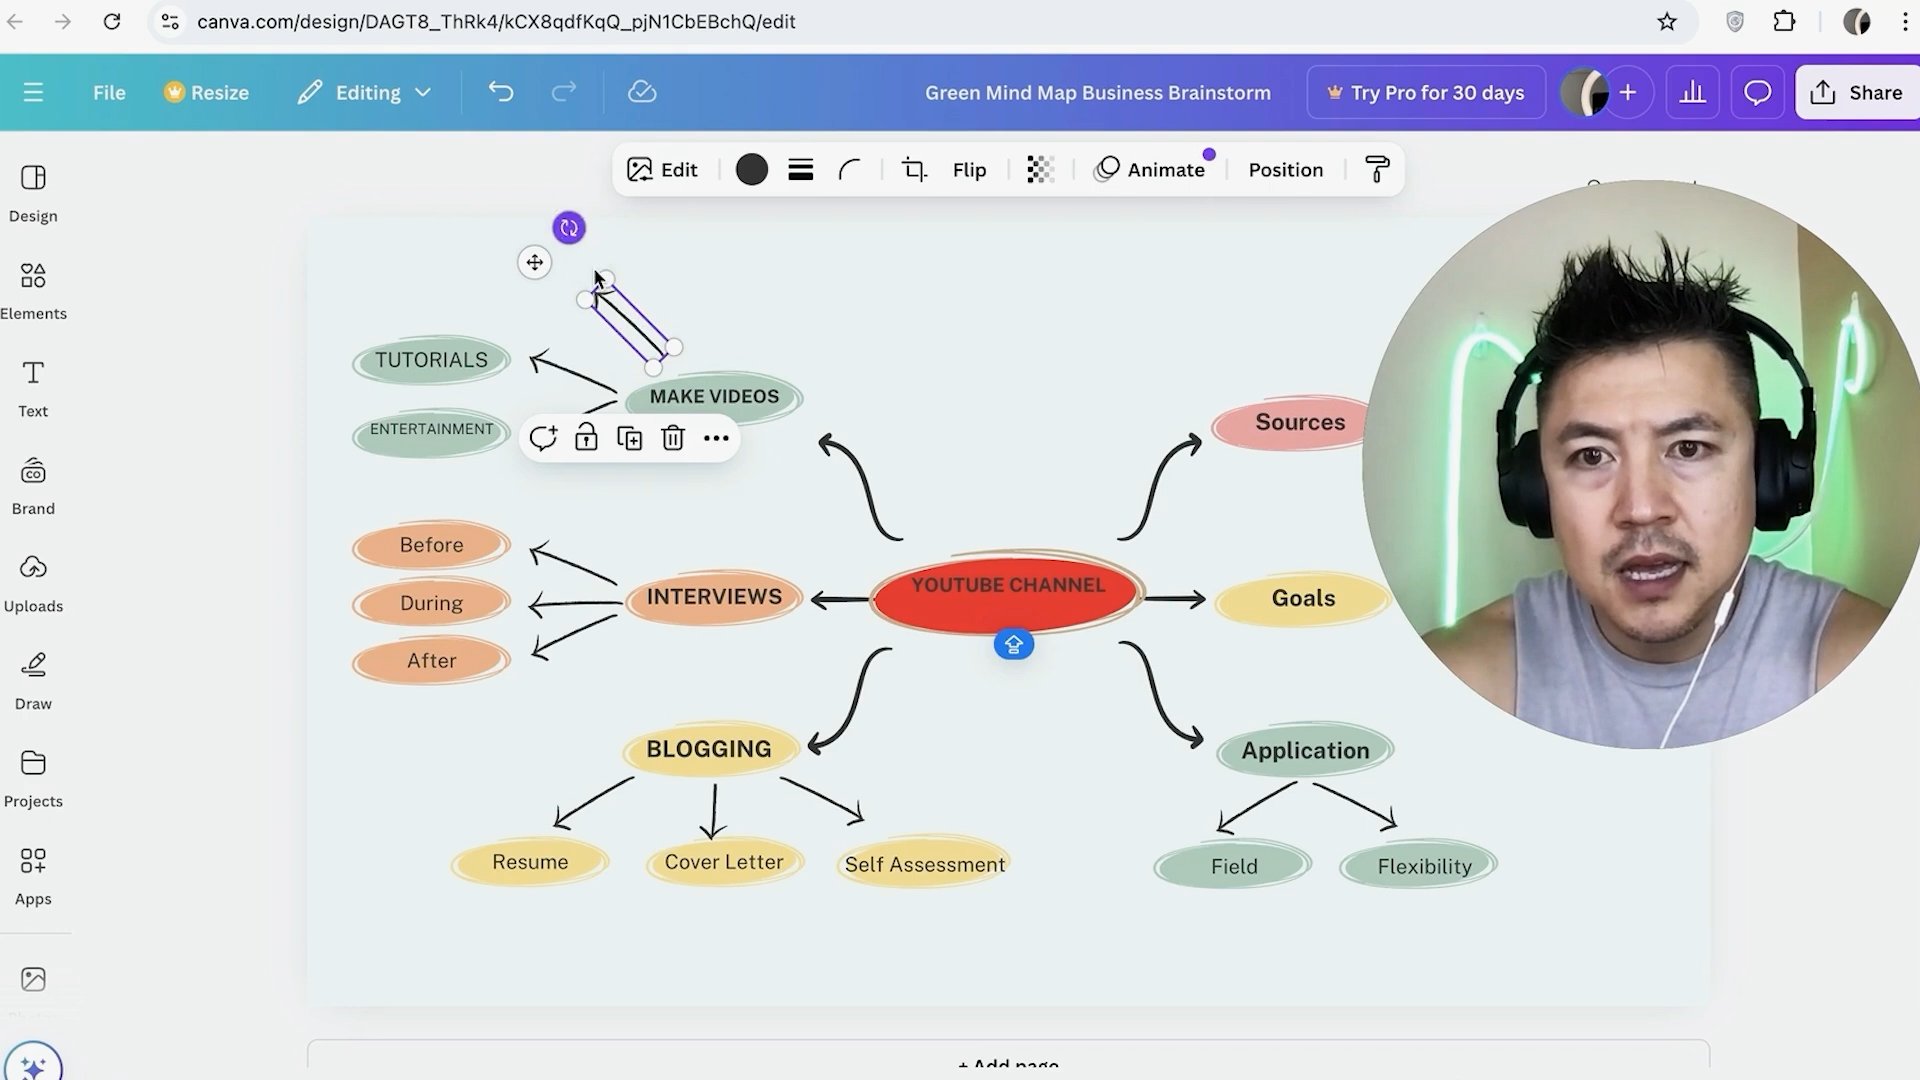 canva.com/design/DAGT8_ThRk4/kCX8qdfKqQ_pjN1CbEBchQ/edit
File
Resize
Editing
Green Mind Map Business Brainstorm
Try Pro for 30 days
Share
Edit
Flip
Animate
Position
Design
Elements
Text
Brand
Uploads
Draw
Projects
Apps
TUTORIALS
MAKE VIDEOS
ENTERTAINMENT
Sources
Before
During
After
INTERVIEWS
YOUTUBE CHANNEL
Goals
BLOGGING
Application
Resume
Cover Letter
Self Assessment
Field
Flexibility
+ Add page